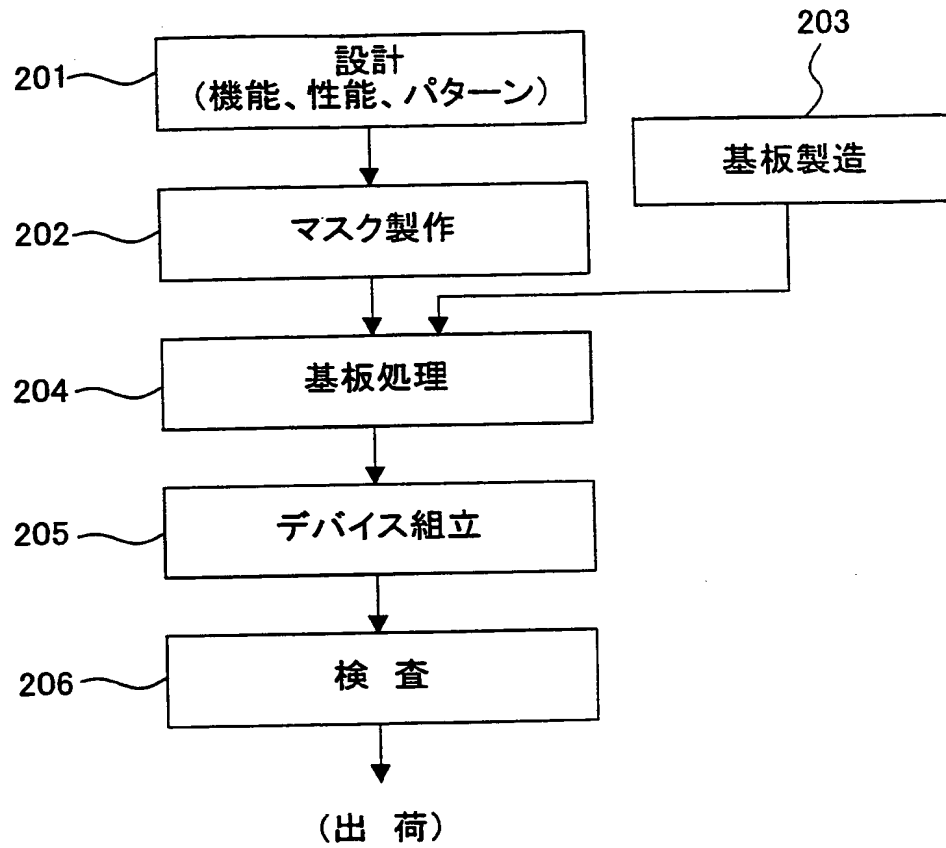 203
201
設計
(機能、性能、パターン)
基板製造
202
マスク製作
204
基板処理
205
デバイス組立
206
検 査
(出 荷)